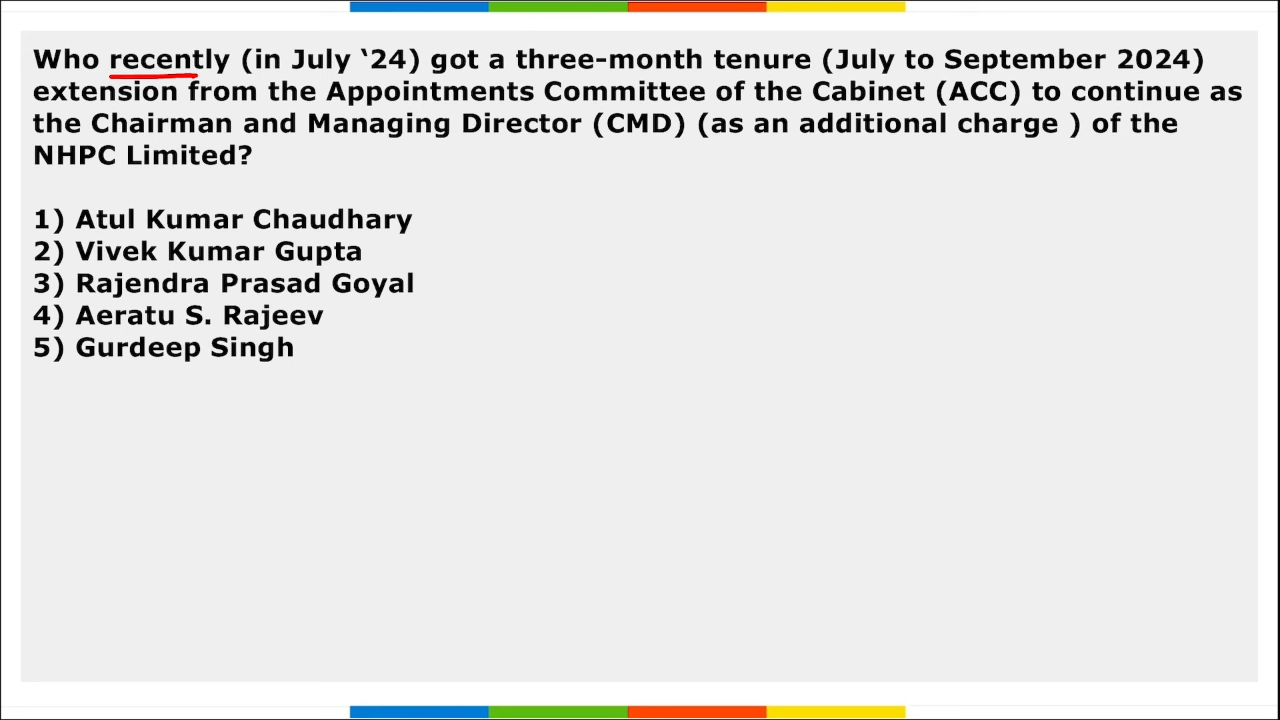 Who recently (in July ‘24) got a three-month tenure (July to September 2024)
extension from the Appointments Committee of the Cabinet (ACC) to continue as
the Chairman and Managing Director (CMD) (as an additional charge ) of the
NHPC Limited?
1) Atul Kumar Chaudhary
2) Vivek Kumar Gupta
3) Rajendra Prasad Goyal
4) Aeratu S. Rajeev
5) Gurdeep Singh